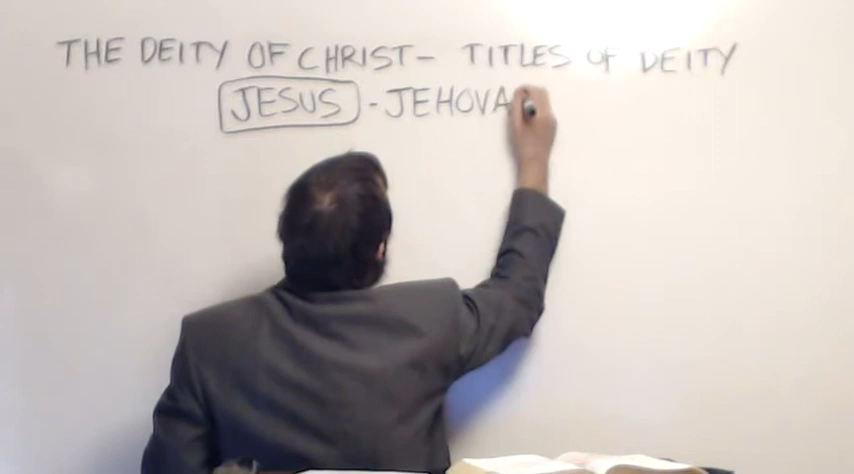 THE DEITY OF CHRIST- TITLES OF DEITY
JESUS - JEHOVA